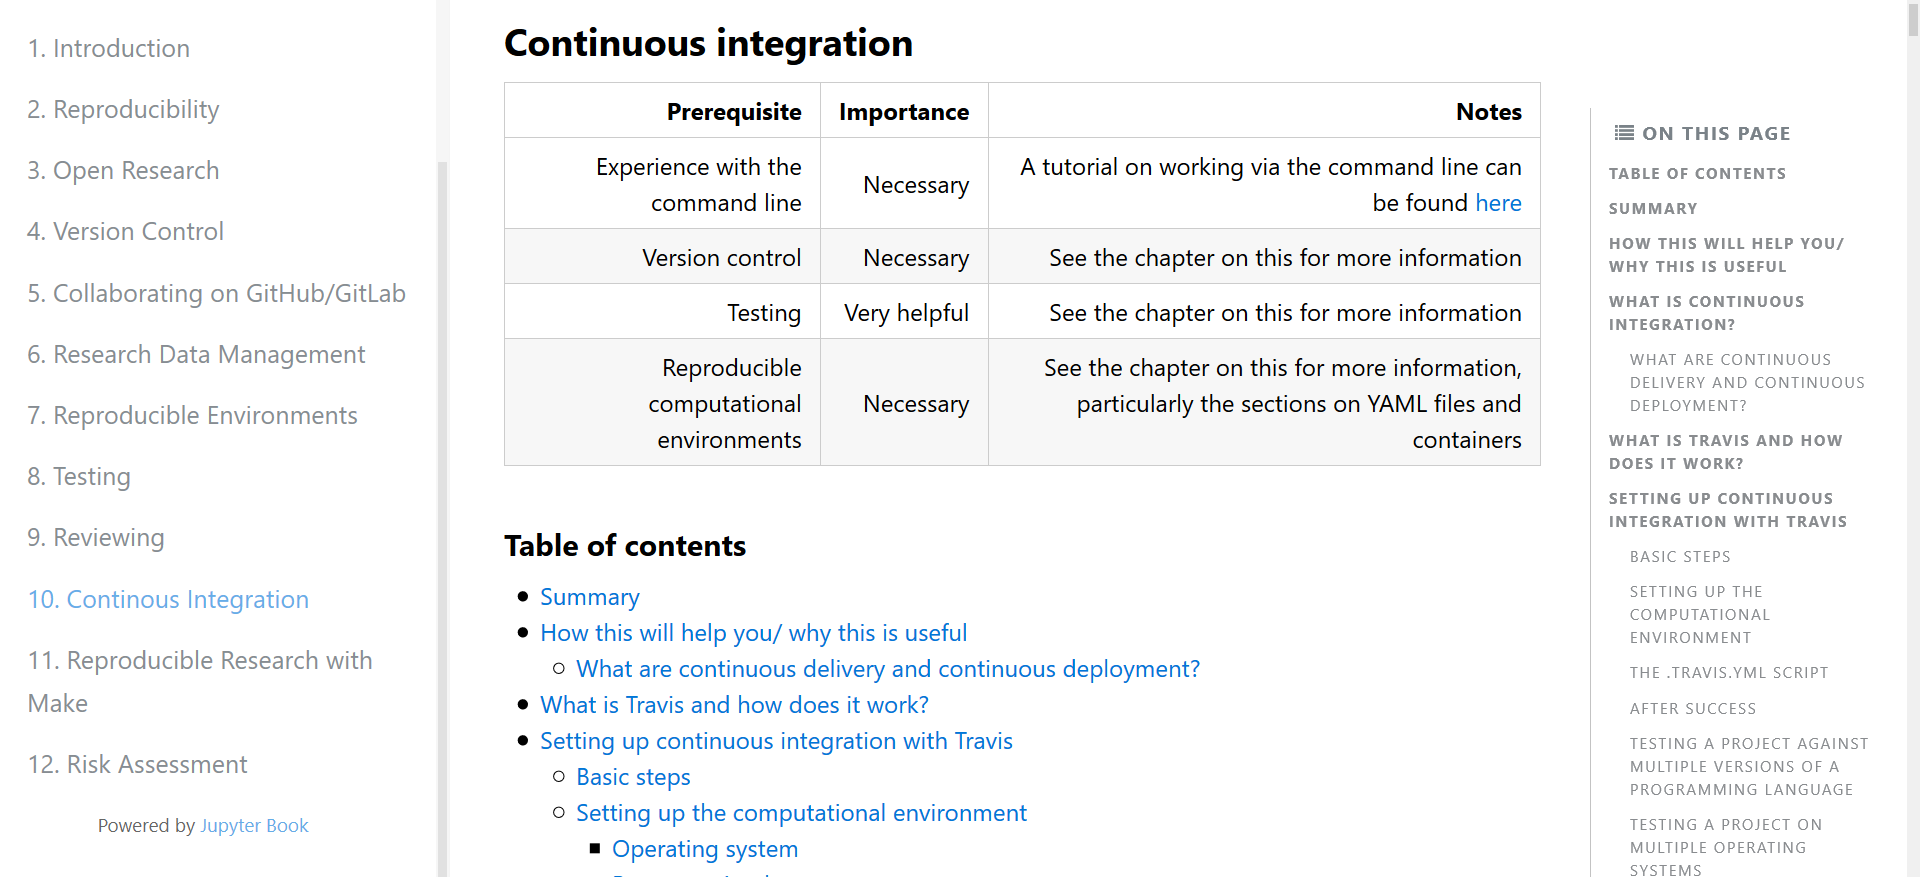 1. Introduction
2. Reproducibility
3. Open Research
4. Version Control
5. Collaborating on GitHub/GitLab
6. Research Data Management
7. Reproducible Environments
8. Testing
9. Reviewing
10. Continous Integration
11. Reproducible Research with
Make
12. Risk Assessment
Powered by Jupyter Book
Continuous integration
Prerequisite Importance Notes
Experience with the
command line
Necessary
A tutorial on working via the command line can
be found here
Version control Necessary See the chapter on this for more information
Testing Very helpful See the chapter on this for more information
Reproducible
computational
environments
Necessary
See the chapter on this for more information,
particularly the sections on YAML files and
containers
Table of contents
Summary
How this will help you/ why this is useful
What are continuous delivery and continuous deployment?
What is Travis and how does it work?
Setting up continuous integration with Travis
Basic steps
Setting up the computational environment
Operating system
ON THIS PAGE
TABLE OF CONTENTS
SUMMARY
HOW THIS WILL HELP YOU/
WHY THIS IS USEFUL
WHAT IS CONTINUOUS
INTEGRATION?
WHAT ARE CONTINUOUS
DELIVERY AND CONTINUOUS
DEPLOYMENT?
WHAT IS TRAVIS AND HOW
DOES IT WORK?
SETTING UP CONTINUOUS
INTEGRATION WITH TRAVIS
BASIC STEPS
SETTING UP THE
COMPUTATIONAL
ENVIRONMENT
THE .TRAVIS.YML SCRIPT
AFTER SUCCESS
TESTING A PROJECT AGAINST
MULTIPLE VERSIONS OF A
PROGRAMMING LANGUAGE
TESTING A PROJECT ON
MULTIPLE OPERATING
SYSTEMS